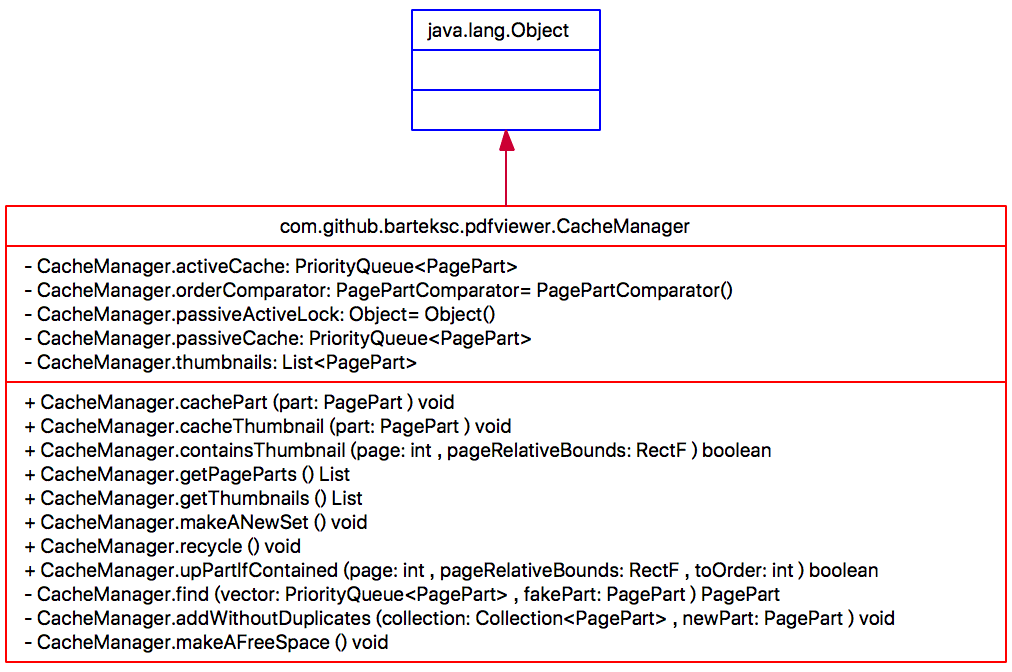 java.lang.Object
com.github.barteksc.pdfviewer.CacheManager
- CacheManager.activeCache: PriorityQueue<PagePart>
- CacheManager.orderComparator: PagePartComparator= PagePartComparator()
- CacheManager.passiveActiveLock: Object= Object()
- CacheManager.passiveCache: PriorityQueue<PagePart>
- CacheManager.thumbnails: List<PagePart>
+ CacheManager.cachePart (part: PagePart ) void
+ CacheManager.cacheThumbnail (part: PagePart ) void
+ CacheManager.containsThumbnail (page: int , pageRelativeBounds: RectF ) boolean
+ CacheManager.getPageParts () List
+ CacheManager.getThumbnails () List
+ CacheManager.makeANewSet () void
+ CacheManager.recycle () void
+ CacheManager.upPartIfContained (page: int , pageRelativeBounds: RectF , toOrder: int ) boolean
- CacheManager.find (vector: PriorityQueue<PagePart> , fakePart: PagePart ) PagePart
- CacheManager.addWithoutDuplicates (collection: Collection<PagePart> , newPart: PagePart ) void
- CacheManager.makeAFreeSpace () void